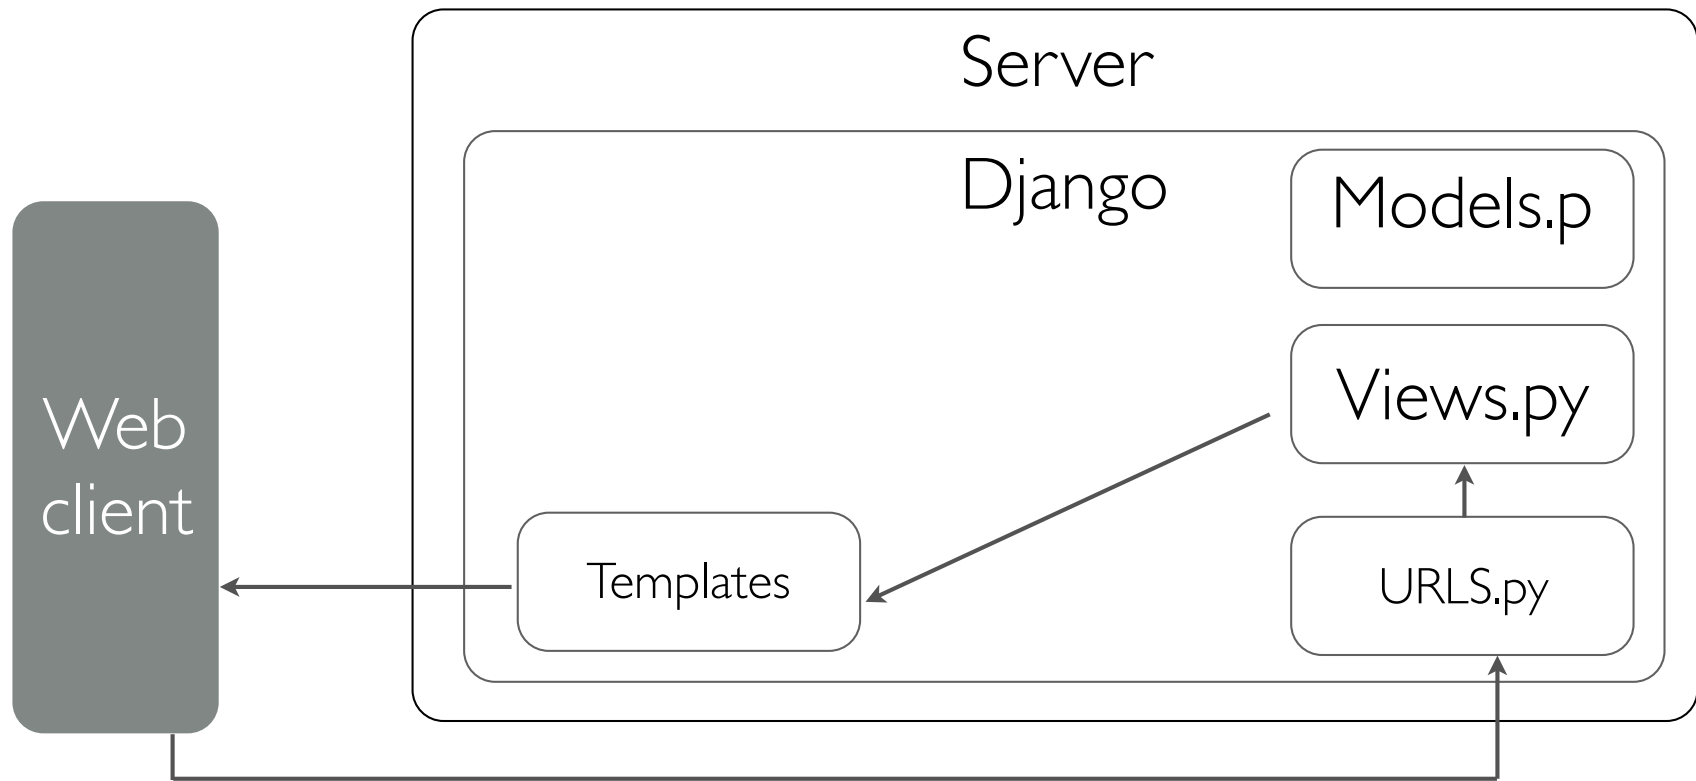 Server
Django
Models.p
Views.py
Web
client
Templates
URLS.py